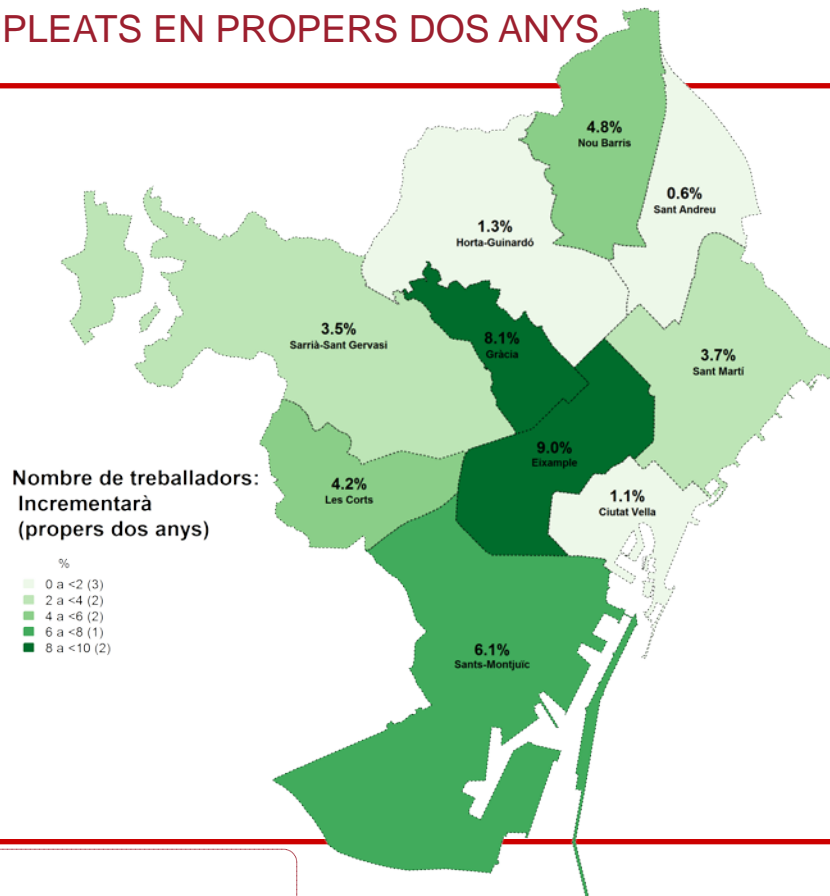 PLEATS EN PROPERS DOS ANYS
4.8%
Nou Barris
0.6%
Sant Andreu
1.3%
Horta-Guinardó
3.5%
Sarrià-Sant Gervasi
8.1%
Gràcia
3.7%
Sant Martí
9.0%
Eixample
4.2%
Les Corts
1.1%
Ciutat Vella
6.1%
Sants-Montjuïc
Nombre de treballadors:
Incrementarà
(propers dos anys)
%
0 a <2 (3)
2 a <4 (2)
4 a <6 (2)
6 a <8 (1)
8 a <10 (2)